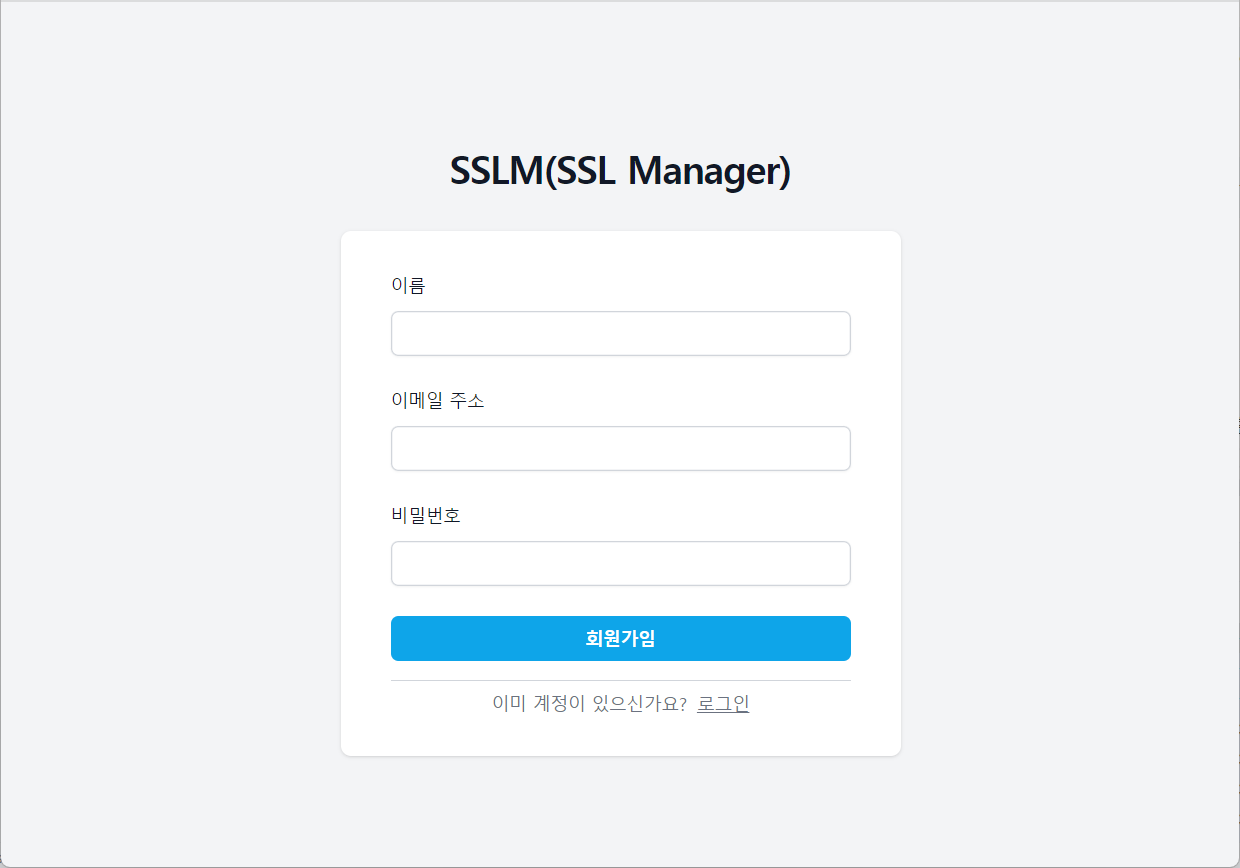 SSLM(SSL Manager)
이름
이메일 주소
비밀번호
회원가입
이미 계정이 있으신가요? 로그인